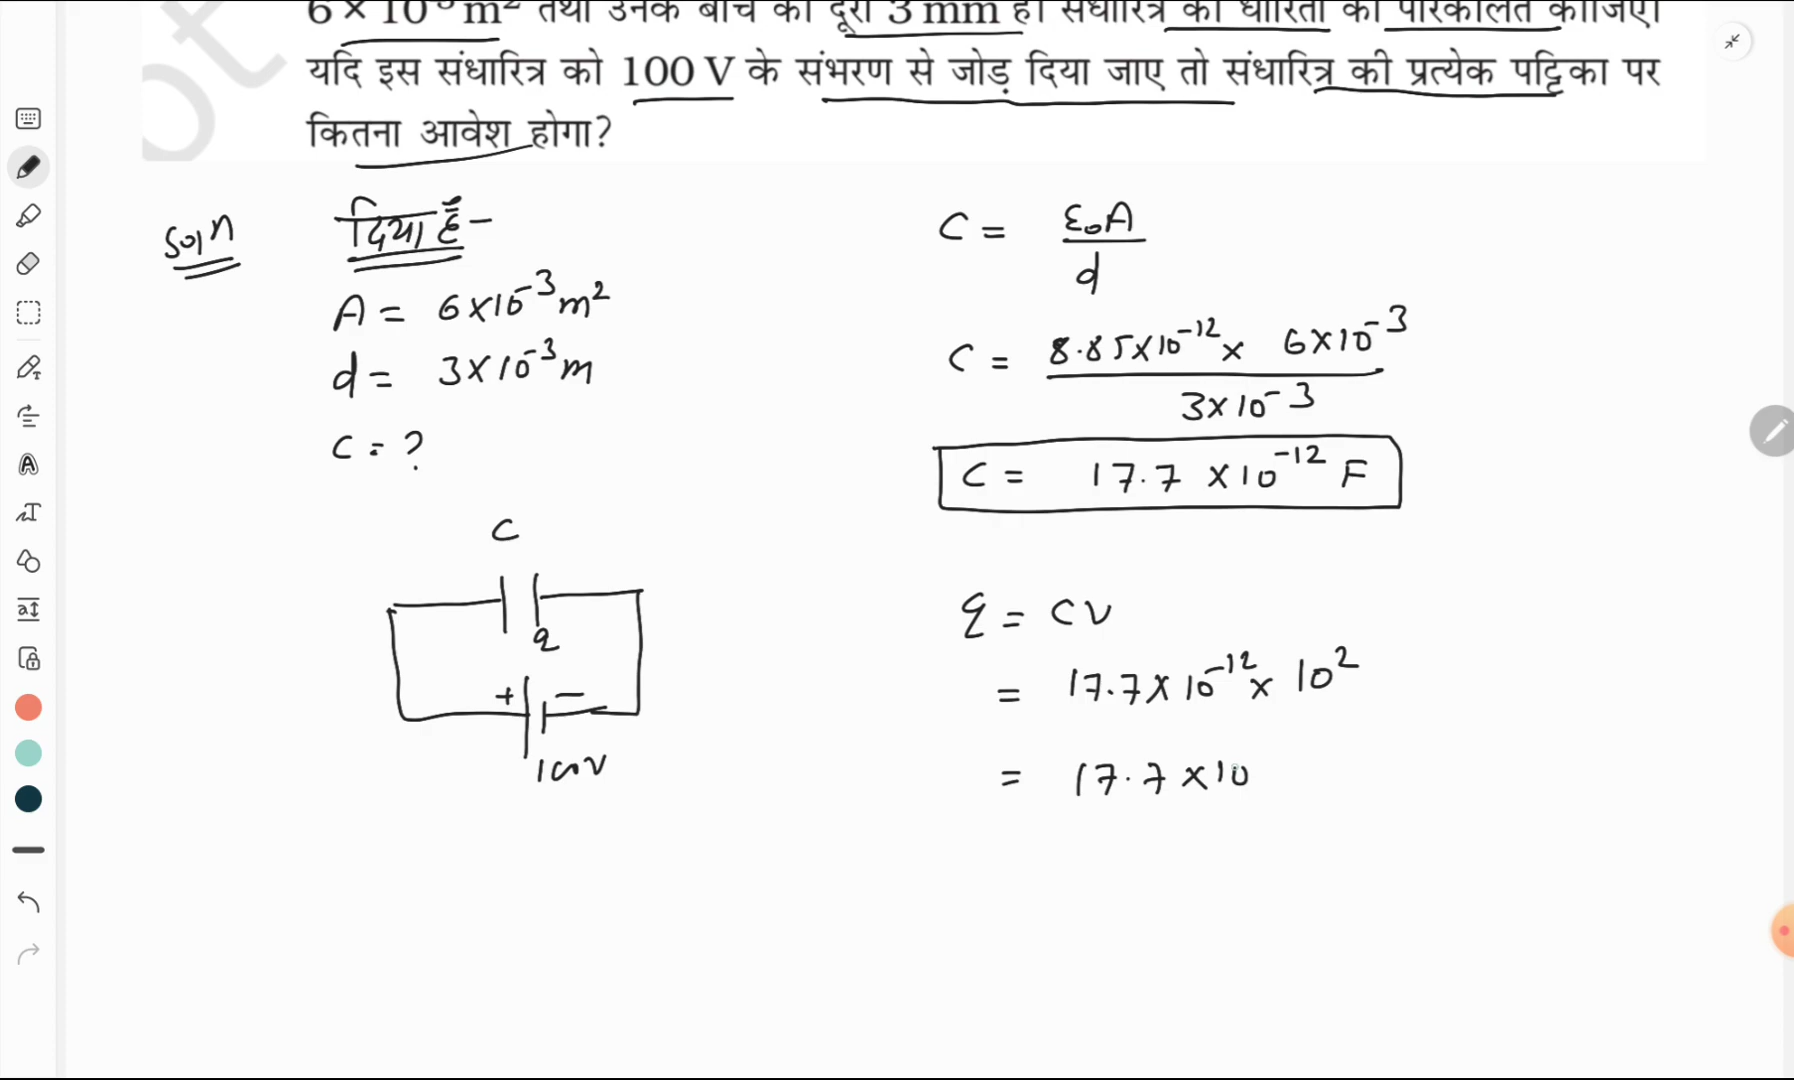 6 × 10⁻³ m² तथा उनके बीच की दूरी 3 mm है। संधारित्र की धारिता को परिकलित कीजिए।
यदि इस संधारित्र को 100 V के संभरण से जोड़ दिया जाए तो संधारित्र की प्रत्येक पट्टिका पर
कितना आवेश होगा?
Solⁿ
दिया है -
A = 6×10⁻³ m²
d = 3×10⁻³ m
C = ?
C
q
+ −
100V
C = ε₀A / d
C = 8.85×10⁻¹² × 6×10⁻³ / 3×10⁻³
C = 17.7 ×10⁻¹² F
q = CV
= 17.7×10⁻¹² × 10²
= 17.7 ×10